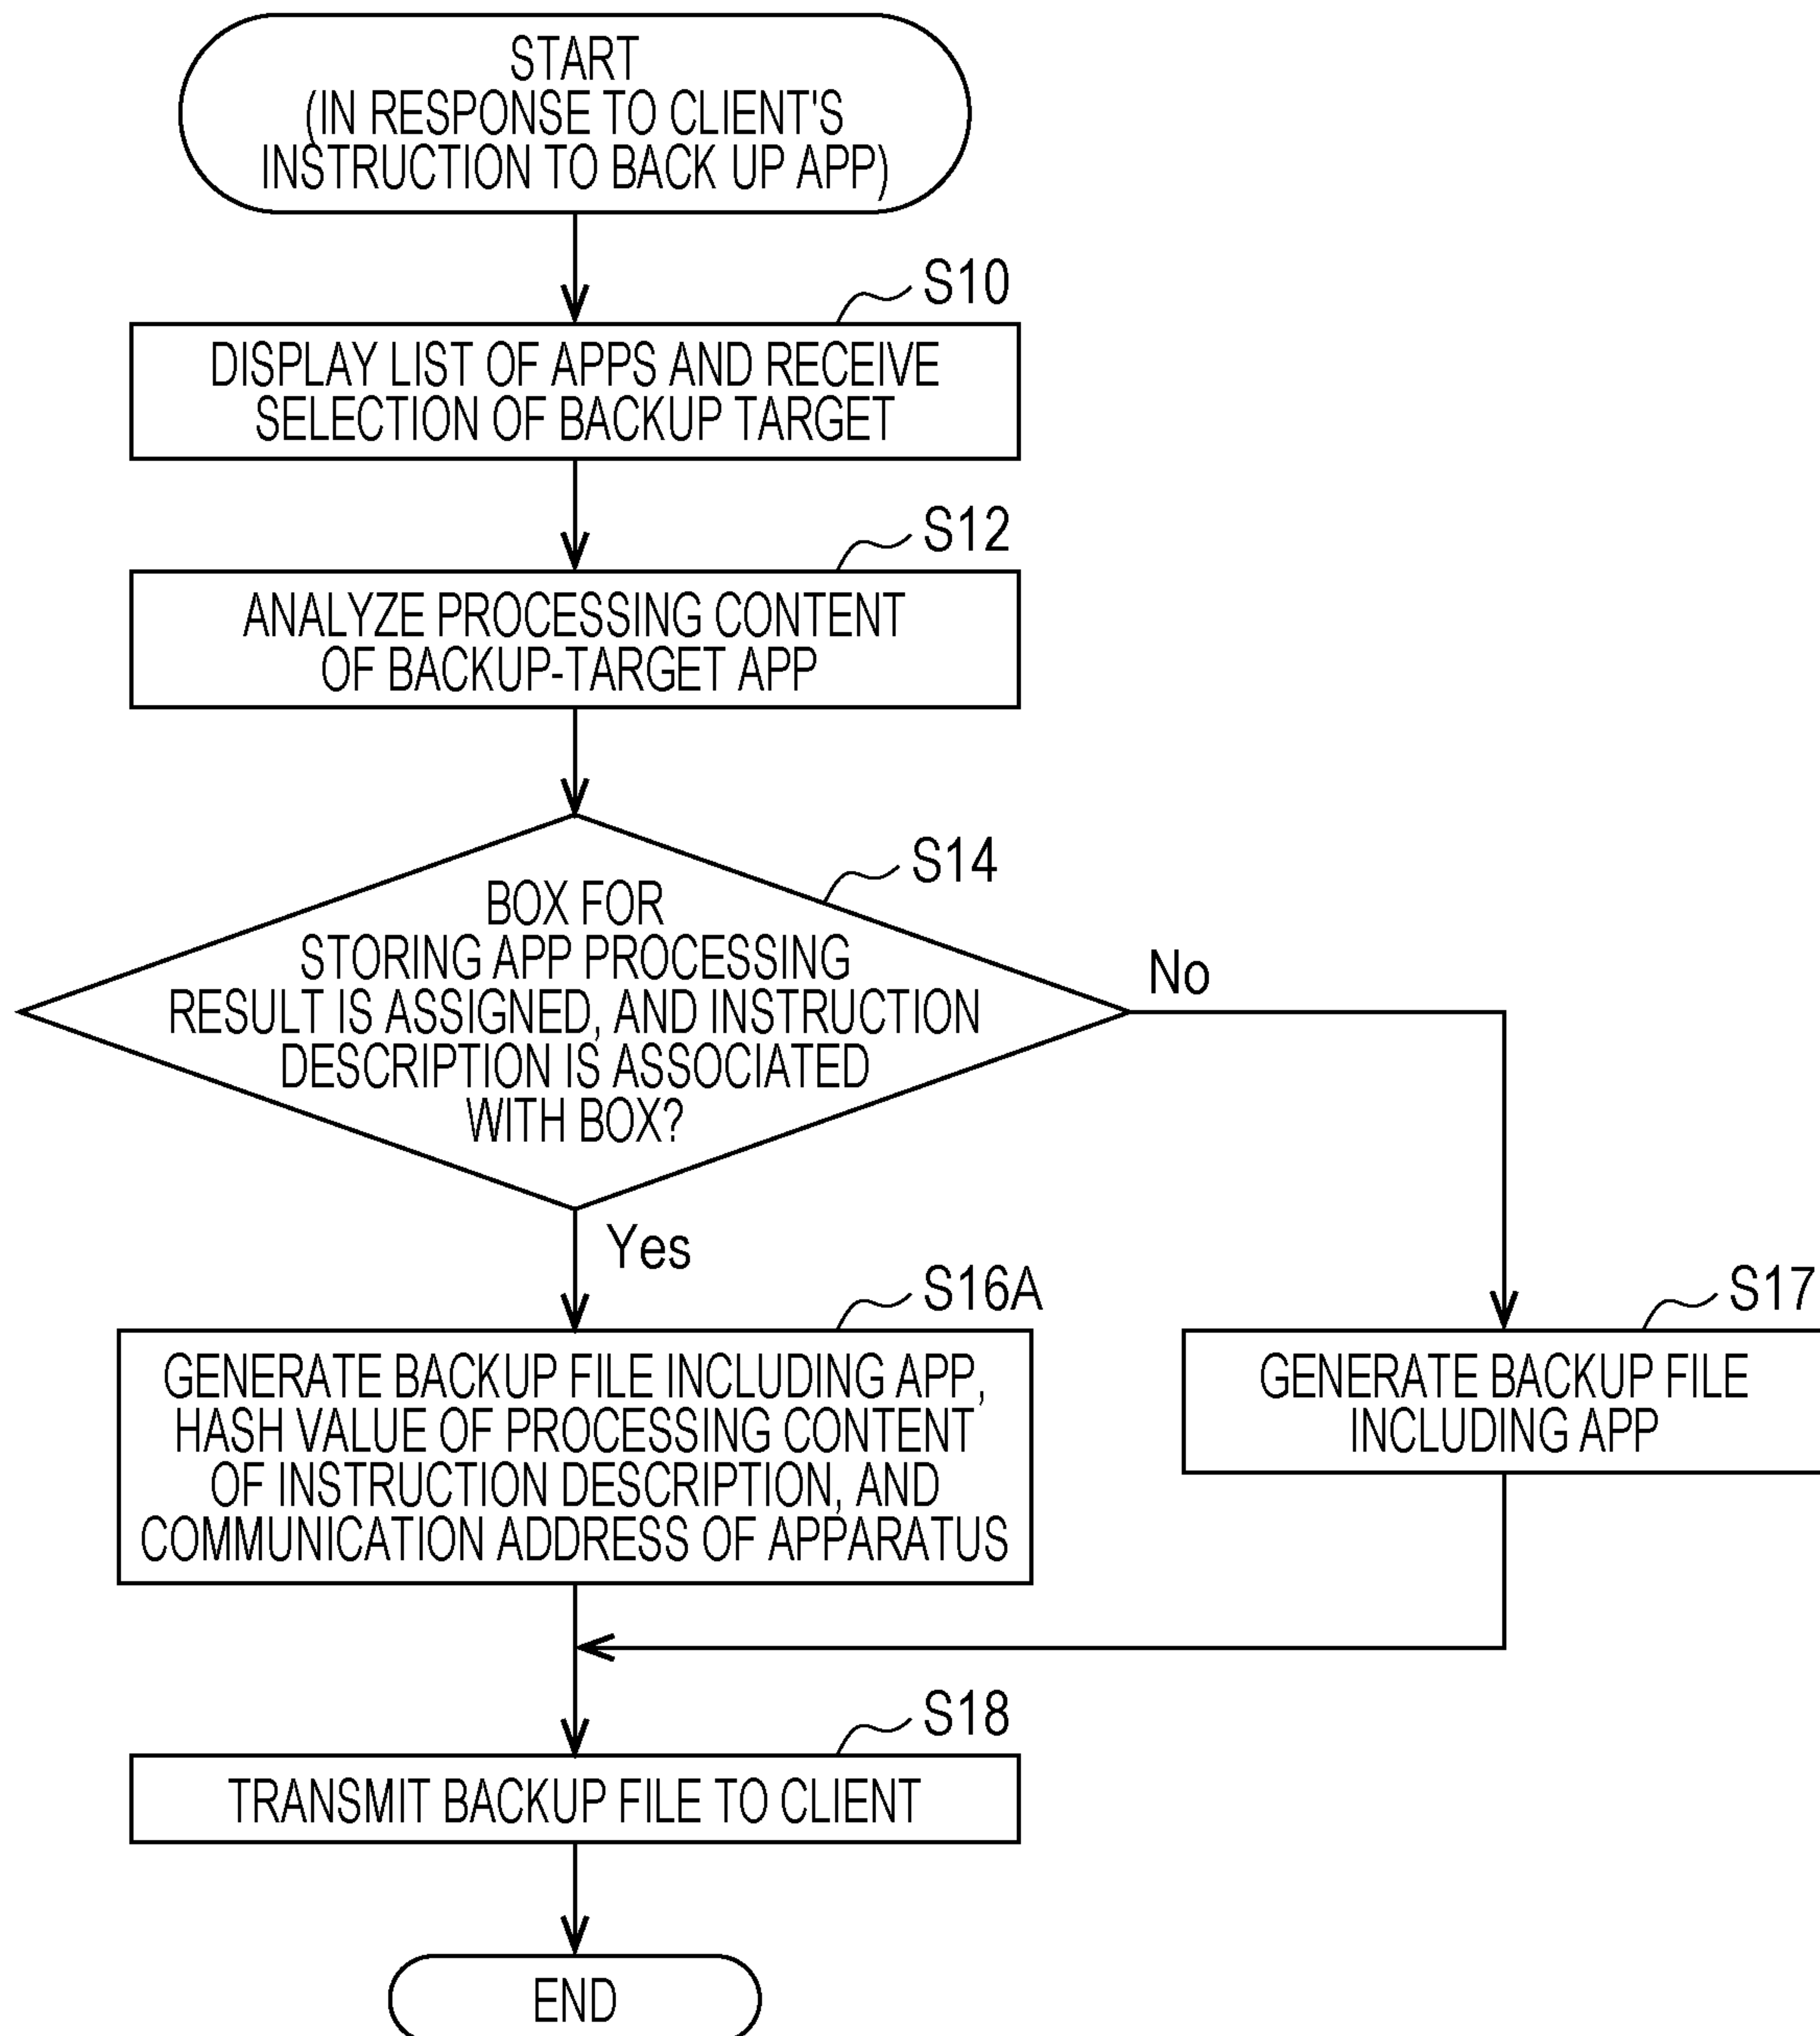 START
(IN RESPONSE TO CLIENT'S
INSTRUCTION TO BACK UP APP)
S10
DISPLAY LIST OF APPS AND RECEIVE
SELECTION OF BACKUP TARGET
S12
ANALYZE PROCESSING CONTENT
OF BACKUP-TARGET APP
S14
BOX FOR
STORING APP PROCESSING
RESULT IS ASSIGNED, AND INSTRUCTION
DESCRIPTION IS ASSOCIATED
WITH BOX?
No
Yes
S16A
GENERATE BACKUP FILE INCLUDING APP,
HASH VALUE OF PROCESSING CONTENT
OF INSTRUCTION DESCRIPTION, AND
COMMUNICATION ADDRESS OF APPARATUS
S17
GENERATE BACKUP FILE
INCLUDING APP
S18
TRANSMIT BACKUP FILE TO CLIENT
END